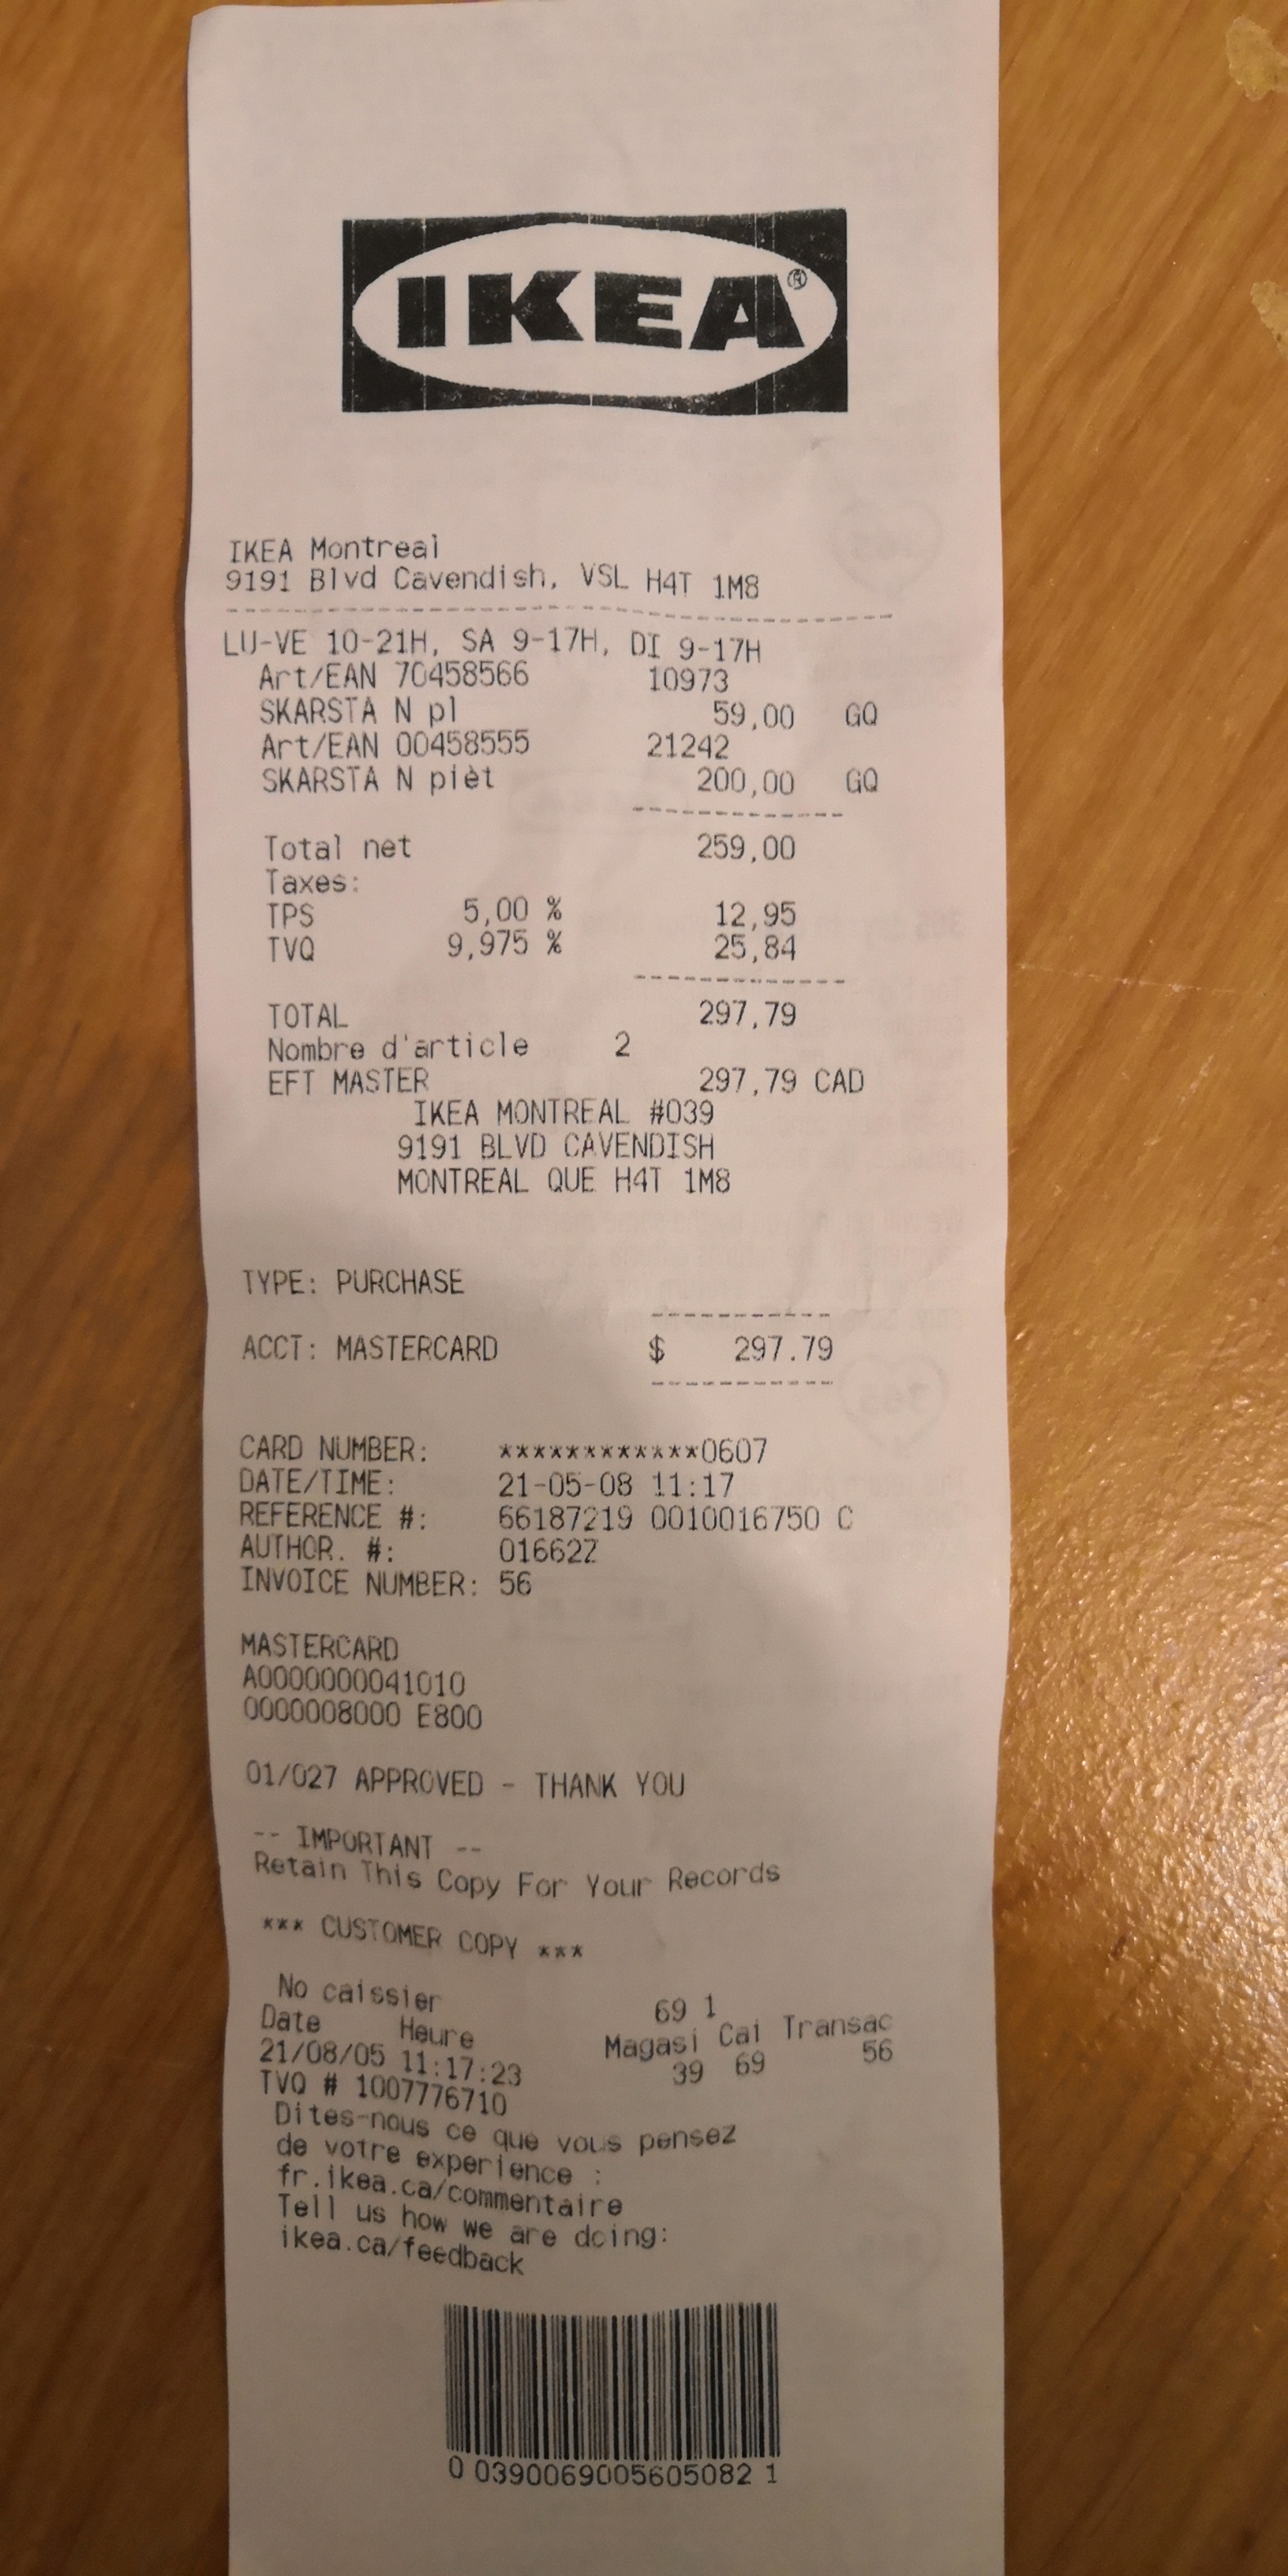 IKEA®
IKEA Montreal
9191 Blvd Cavendish, VSL H4T 1M8
LU-VE 10-21H, SA 9-17H, DI 9-17H
Art/EAN 70458566 10973
SKARSTA N pl 59,00 GQ
Art/EAN 00458555 21242
SKARSTA N pièt 200,00 GQ
Total net 259,00
Taxes:
TPS 5,00 % 12,95
TVQ 9,975 % 25,84
TOTAL 297,79
Nombre d'article 2
EFT MASTER 297,79 CAD
IKEA MONTREAL #039
9191 BLVD CAVENDISH
MONTREAL QUE H4T 1M8
TYPE: PURCHASE
ACCT: MASTERCARD $ 297.79
CARD NUMBER: ************0607
DATE/TIME: 21-05-08 11:17
REFERENCE #: 66187219 0010016750 C
AUTHOR. #: 01662Z
INVOICE NUMBER: 56
MASTERCARD
A0000000041010
0000008000 E800
01/027 APPROVED - THANK YOU
-- IMPORTANT --
Retain This Copy For Your Records
*** CUSTOMER COPY ***
No caissier 69 1
Date Heure Magasi Cai Transac
21/08/05 11:17:23 39 69 56
TVQ # 1007776710
Dites-nous ce que vous pensez
de votre experience :
fr.ikea.ca/commentaire
Tell us how we are doing:
ikea.ca/feedback
0 0390069005605082 1